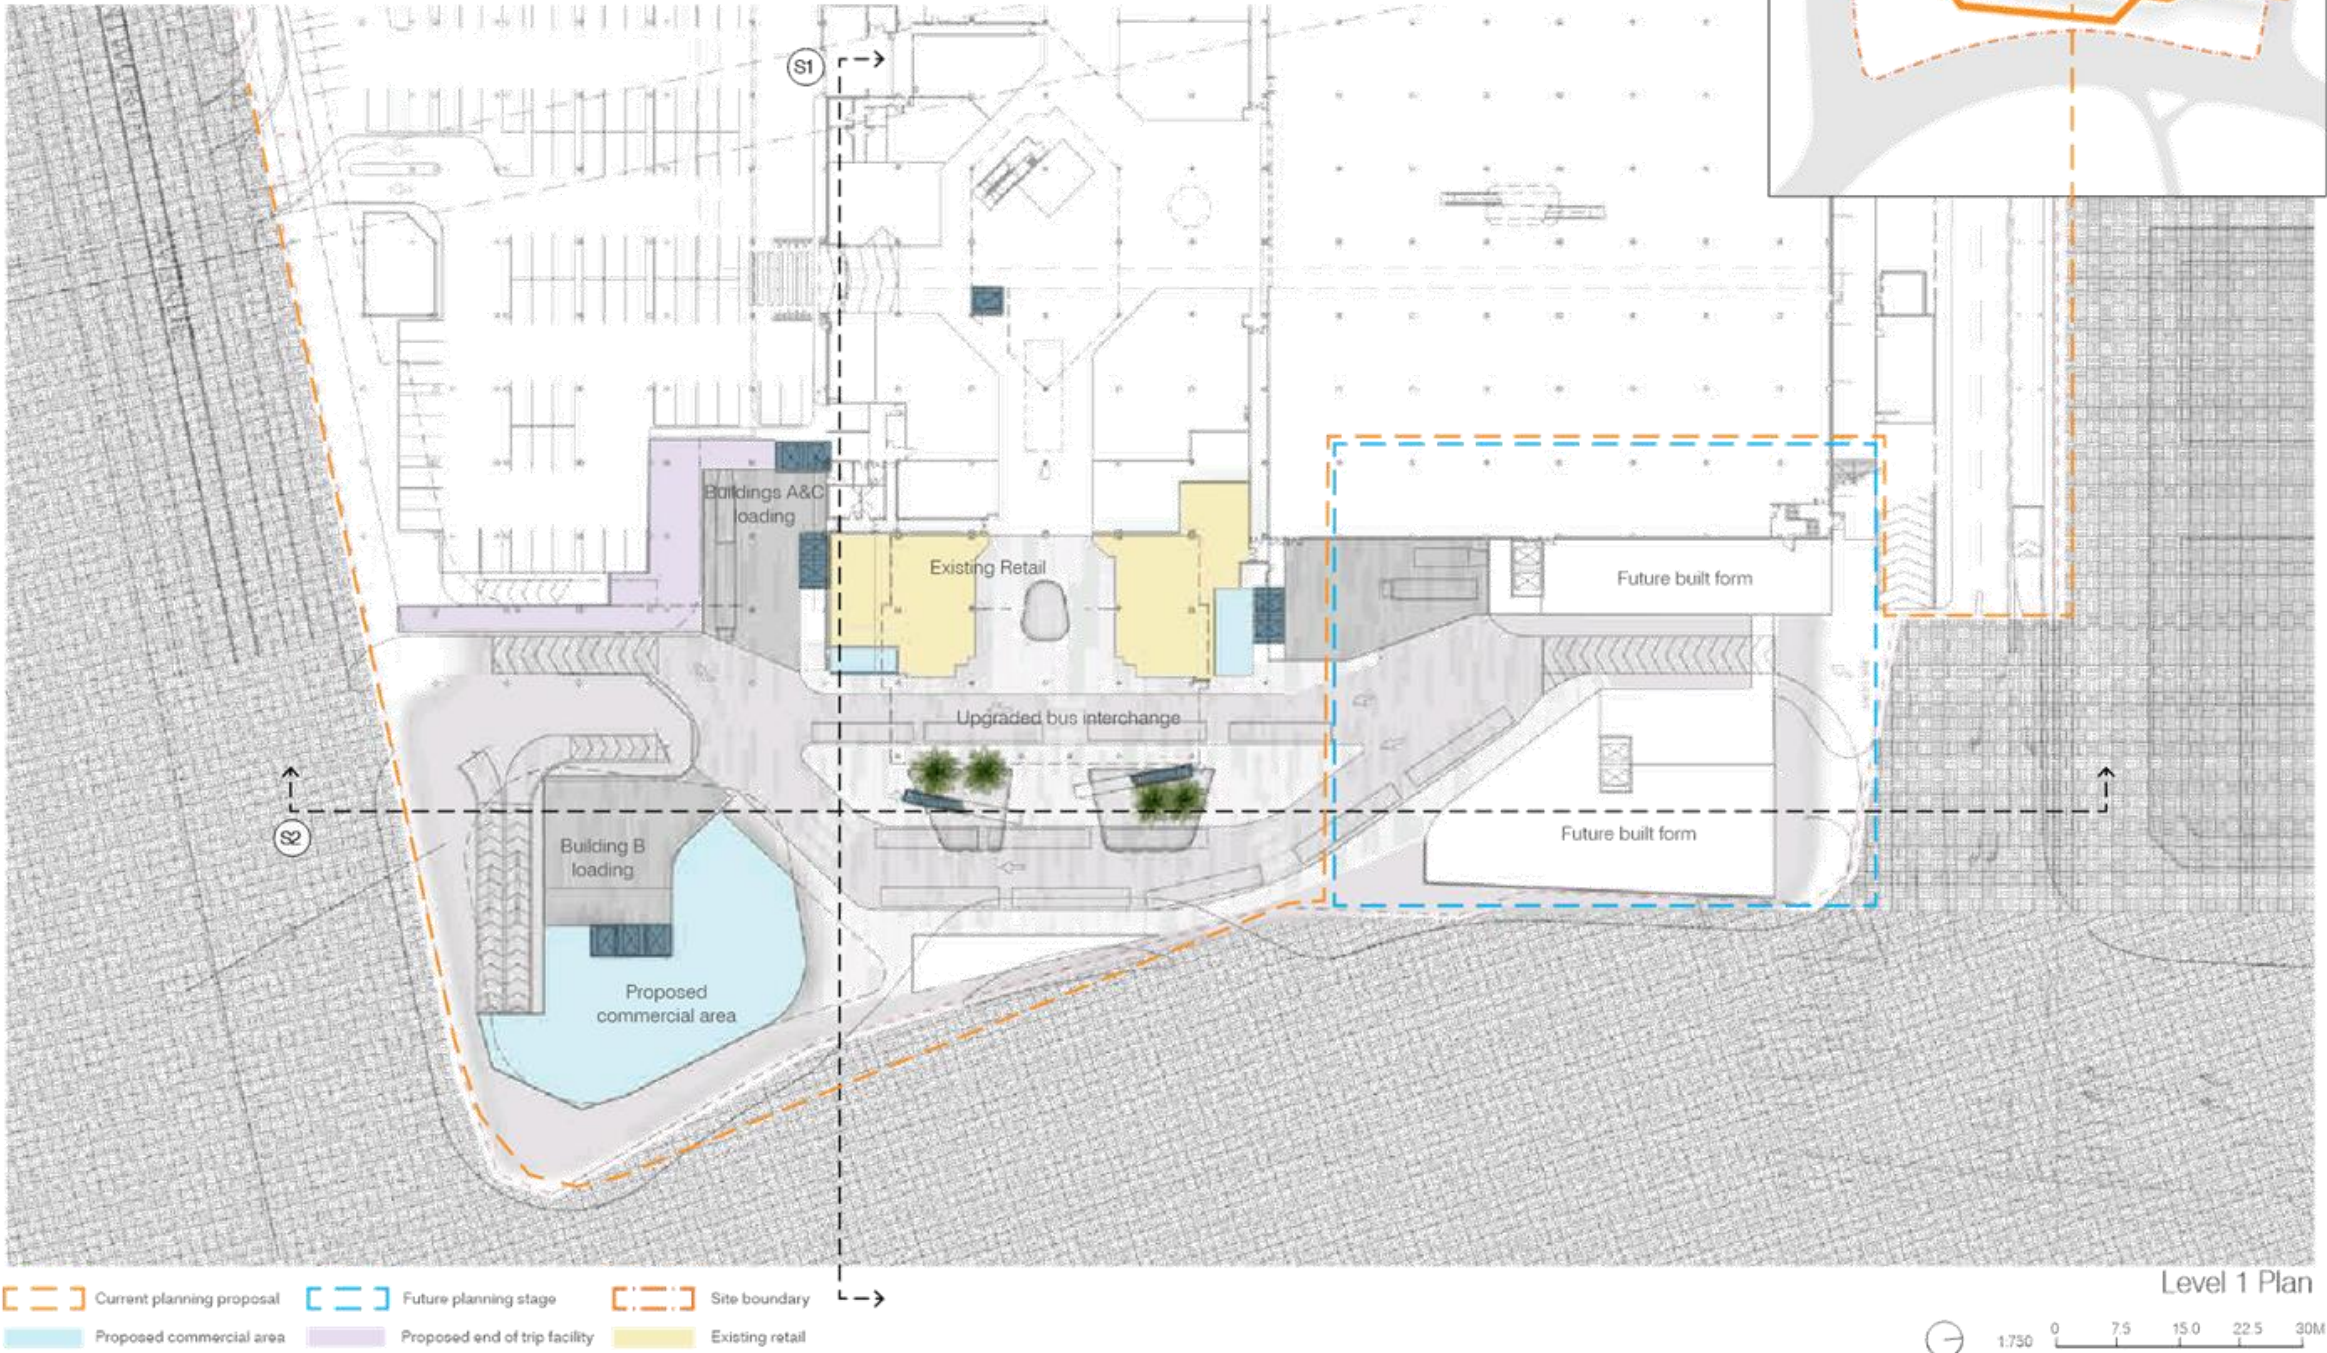 S1
Buildings A&C
loading
Existing Retail
Future built form
Upgraded bus interchange
S2
Building B
loading
Future built form
Proposed
commercial area
Level 1 Plan
Current planning proposal
Future planning stage
Site boundary
Proposed commercial area
Proposed end of trip facility
Existing retail
1:750
0 7.5 15.0 22.5 30M